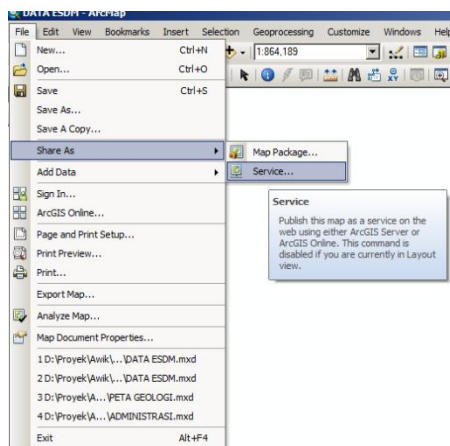 DATA ESDM - ArcMap
File Edit View Bookmarks Insert Selection Geoprocessing Customize Windows Help
New... Ctrl+N
1:864,189
Open... Ctrl+O
Save Ctrl+S
Save As...
Save A Copy...
Share As
Map Package...
Add Data
Service...
Sign In...
ArcGIS Online...
Page and Print Setup...
Print Preview...
Print...
Export Map...
Analyze Map...
Map Document Properties...
1 D:\Proyek\Awik\...\DATA ESDM.mxd
2 D:\Proyek\Awik\...\DATA ESDM.mxd
3 D:\Proyek\A...\PETA GEOLOGI.mxd
4 D:\Proyek\A...\ADMINISTRASI.mxd
Exit Alt+F4
Service
Publish this map as a service on the
web using either ArcGIS Server or
ArcGIS Online. This command is
disabled if you are currently in Layout
view.